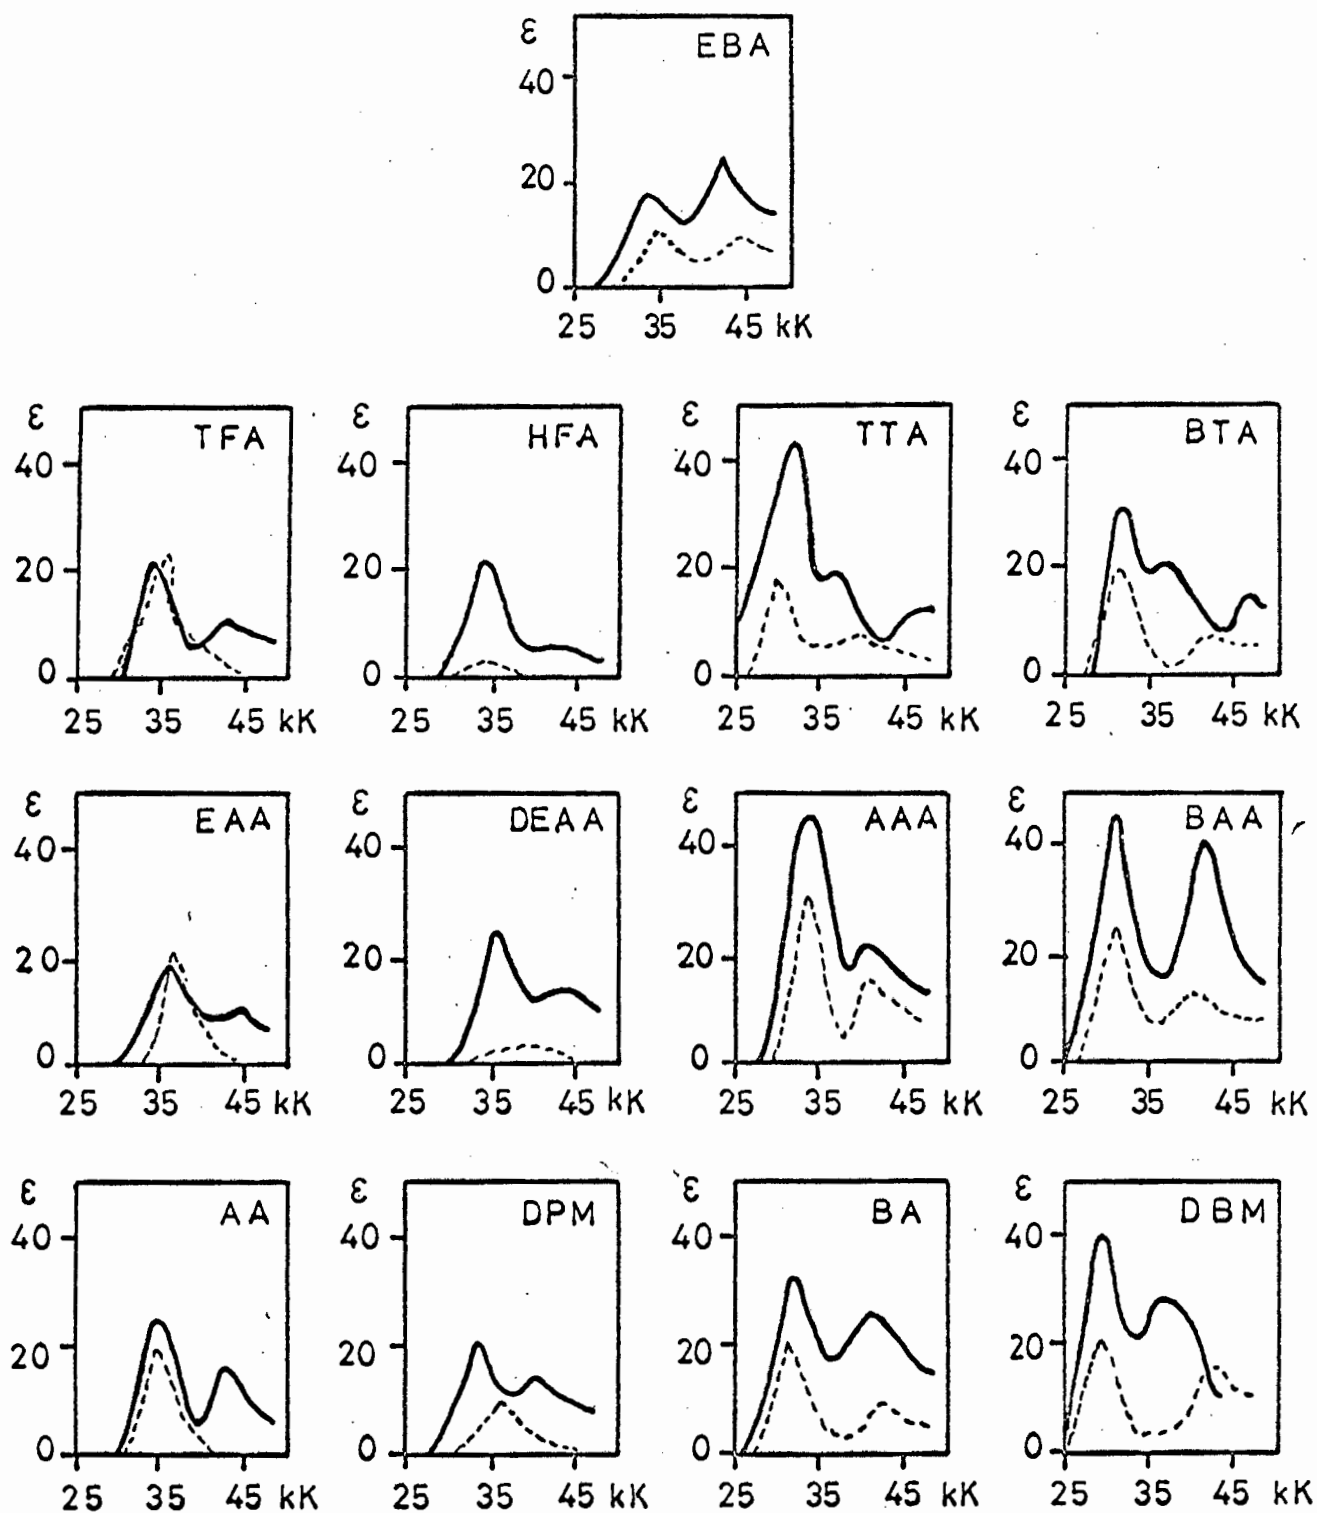 ε
EBA
40
20
0
25 35 45 kK
ε ε ε ε
TFA HFA TTA BTA
40 40 40 40
20 20 20 20
0 0 0 0
25 35 45 kK 25 35 45 kK 25 35 45 kK 25 35 45 kK
ε ε ε ε
EAA DEAA AAA BAA
40 40 40 40
20 20 20 20
0 0 0 0
25 35 45 kK 25 35 45 kK 25 35 45 kK 25 35 45 kK
ε ε ε ε
AA DPM BA DBM
40 40 40 40
20 20 20 20
0 0 0 0
25 35 45 kK 25 35 45 kK 25 35 45 kK 25 35 45 kK